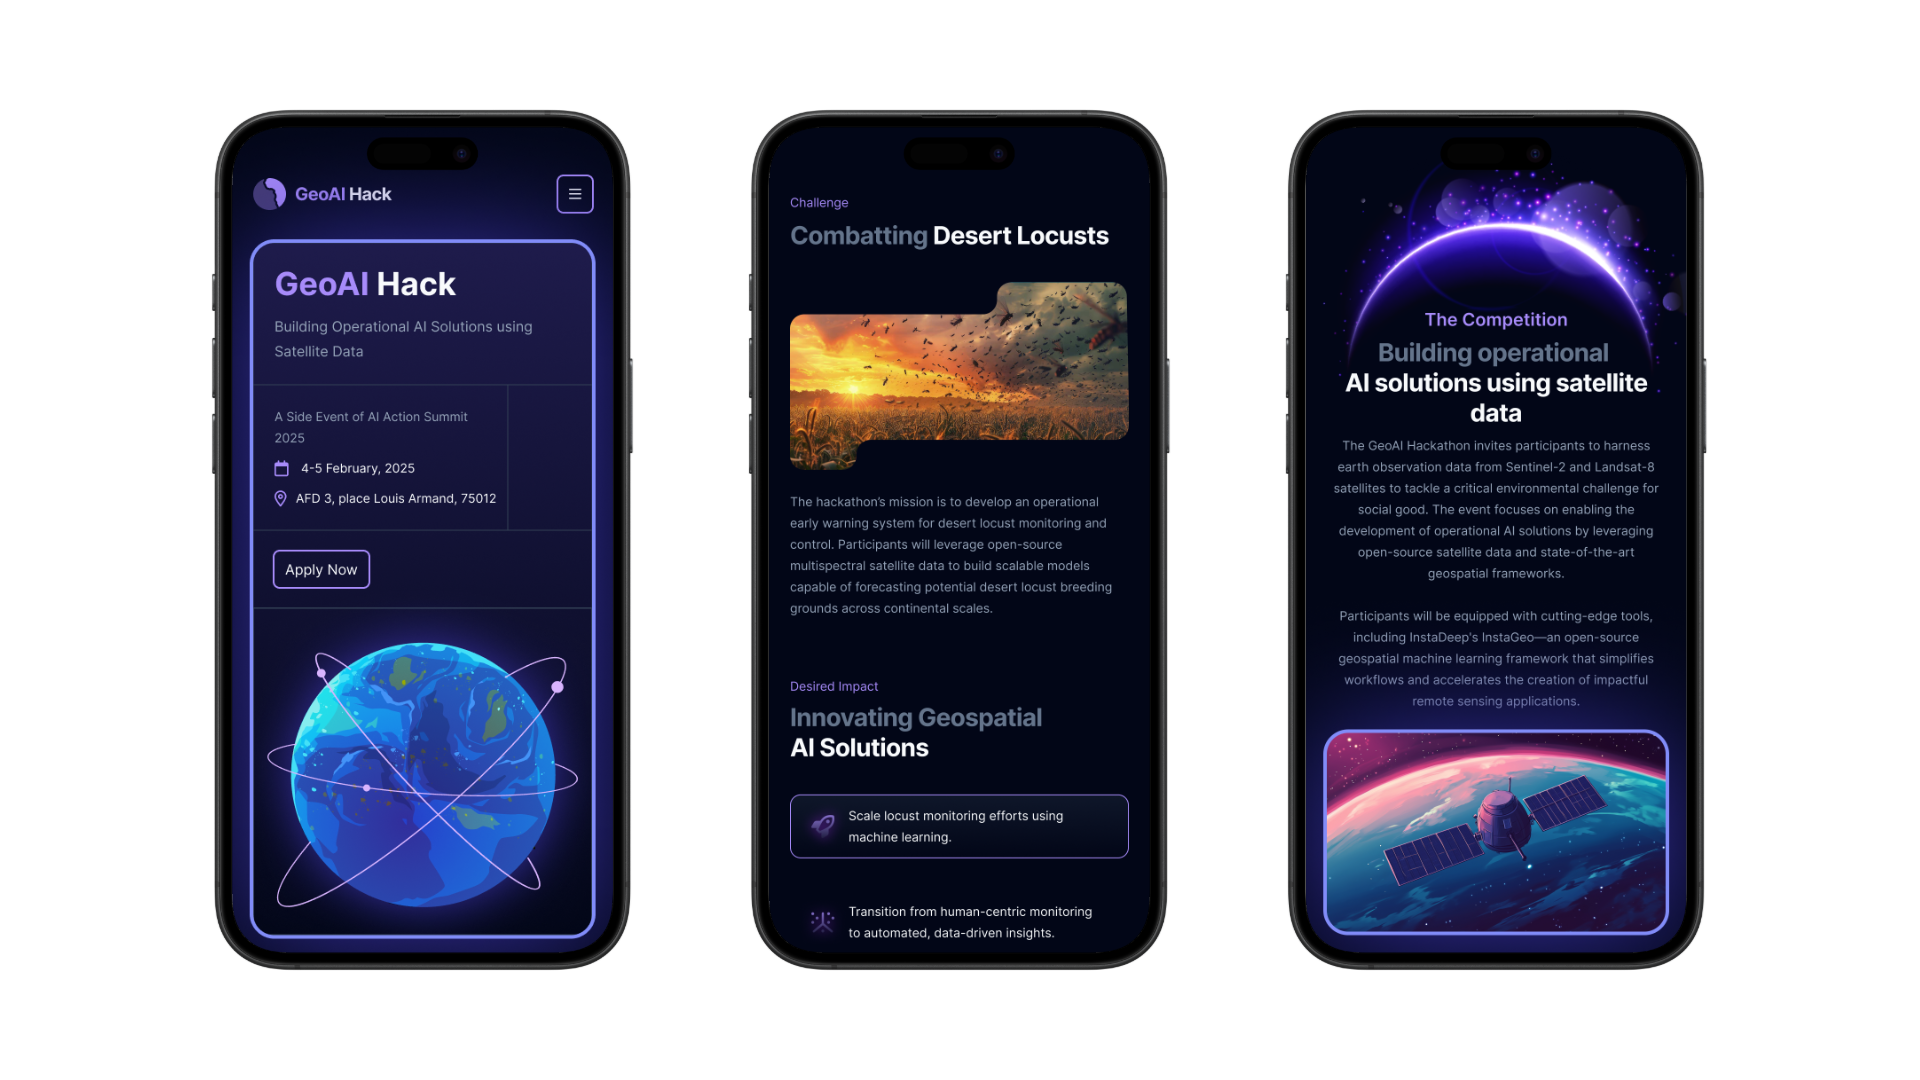 GeoAI Hack
GeoAI Hack
Building Operational AI Solutions using
Satellite Data
A Side Event of AI Action Summit
2025
4-5 February, 2025
AFD 3, place Louis Armand, 75012
Apply Now
Challenge
Combatting Desert Locusts
The hackathon's mission is to develop an operational
early warning system for desert locust monitoring and
control. Participants will leverage open-source
multispectral satellite data to build scalable models
capable of forecasting potential desert locust breeding
grounds across continental scales.
Desired Impact
Innovating Geospatial
AI Solutions
Scale locust monitoring efforts using
machine learning.
Transition from human-centric monitoring
to automated, data-driven insights.
The Competition
Building operational
AI solutions using satellite
data
The GeoAI Hackathon invites participants to harness
earth observation data from Sentinel-2 and Landsat-8
satellites to tackle a critical environmental challenge for
social good. The event focuses on enabling the
development of operational AI solutions by leveraging
open-source satellite data and state-of-the-art
geospatial frameworks.
Participants will be equipped with cutting-edge tools,
including InstaDeep's InstaGeo—an open-source
geospatial machine learning framework that simplifies
workflows and accelerates the creation of impactful
remote sensing applications.